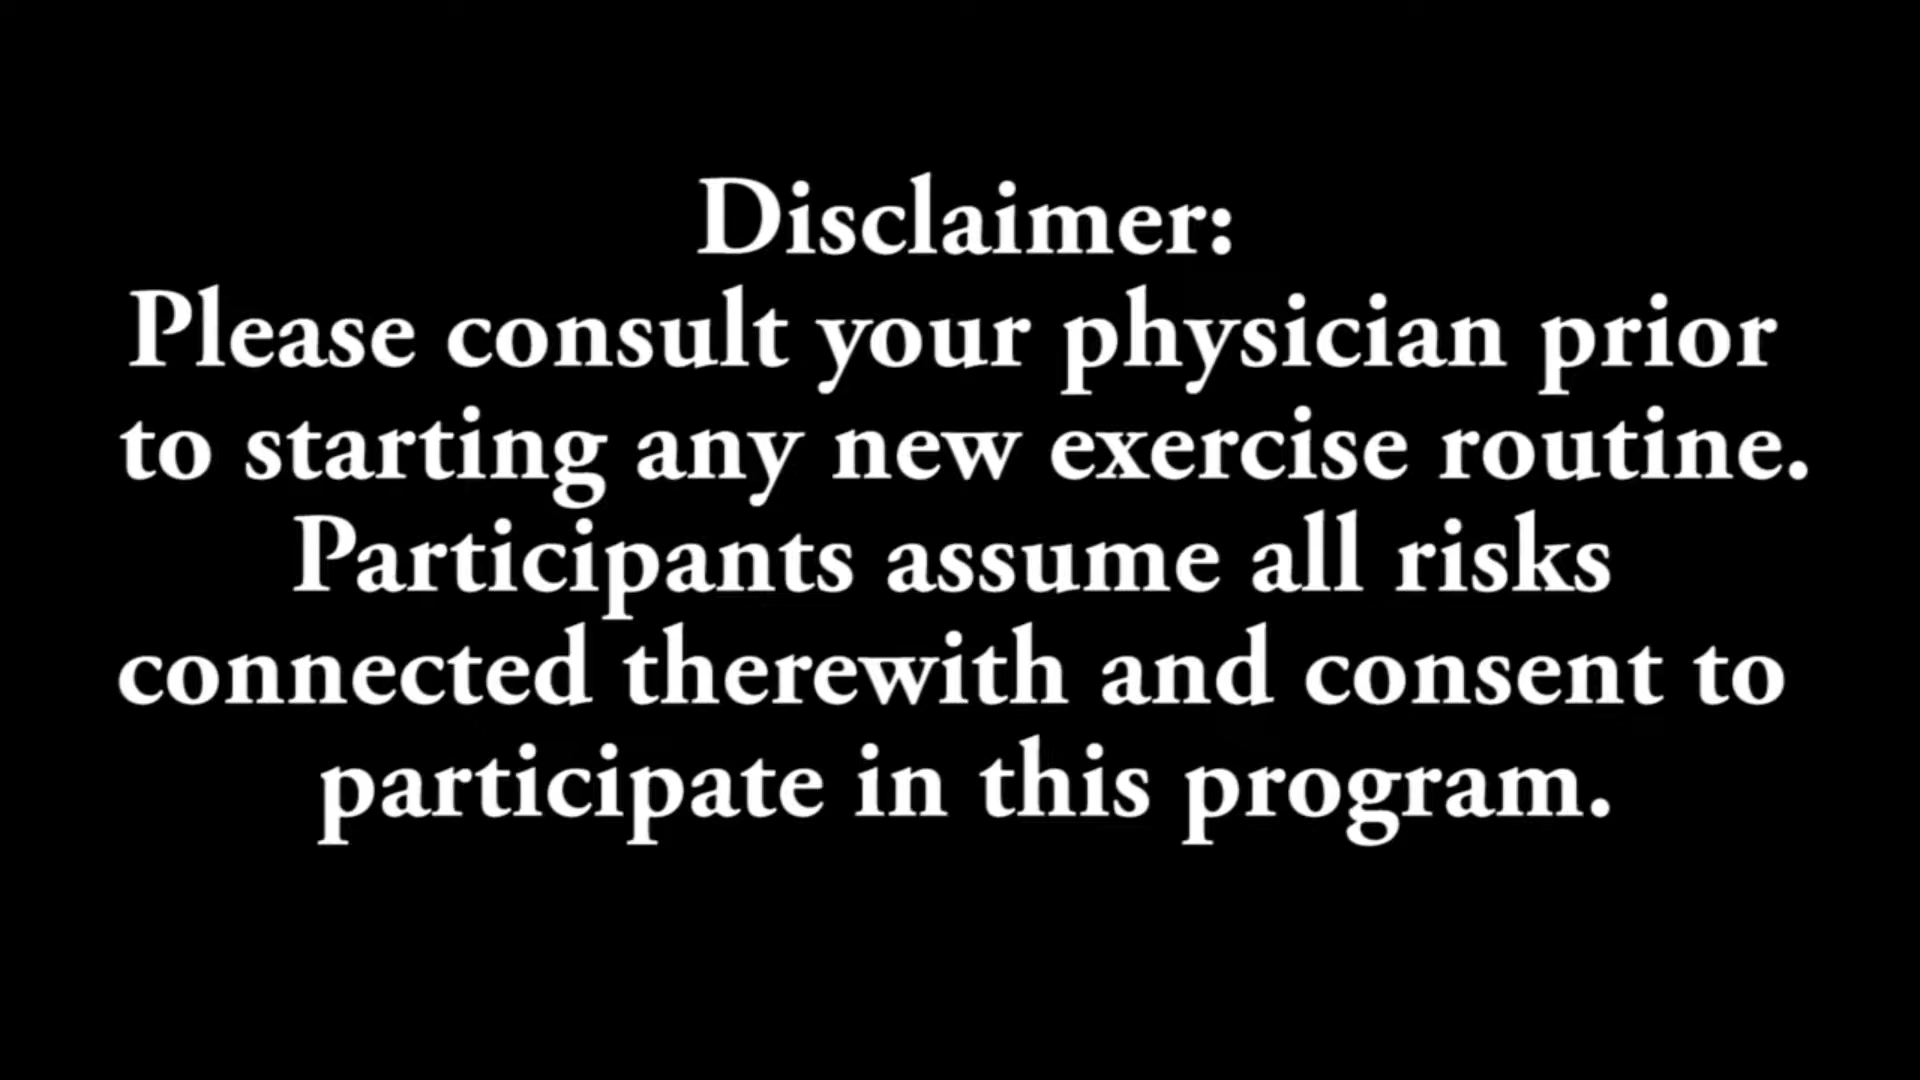 Disclaimer:
Please consult your physician prior
to starting any new exercise routine.
Participants assume all risks
connected therewith and consent to
participate in this program.